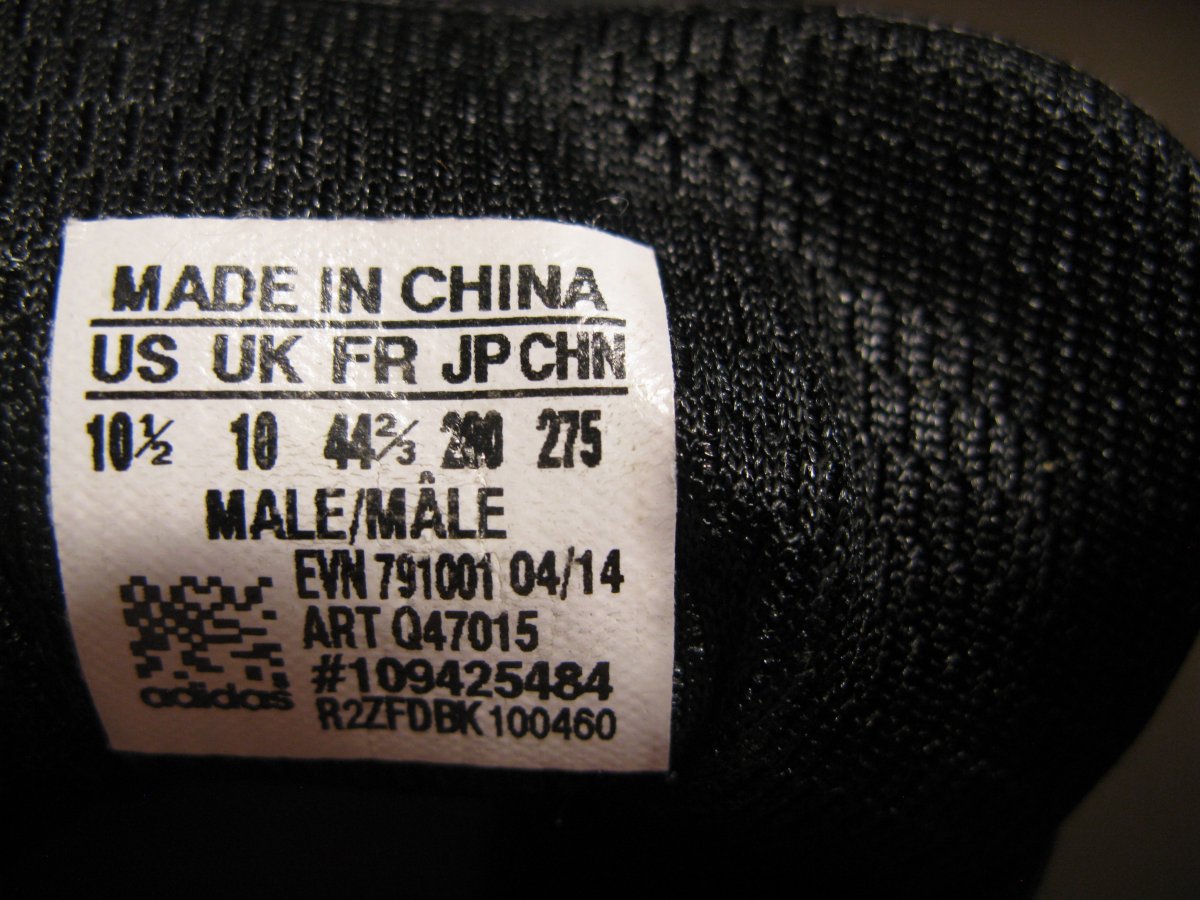 MADE IN CHINA
US UK FR JP CHN
10½ 10 44⅔ 290 275
MALE/MÂLE
EVN 791001 04/14
ART Q47015
#109425484
adidas
R2ZFDBK 100460